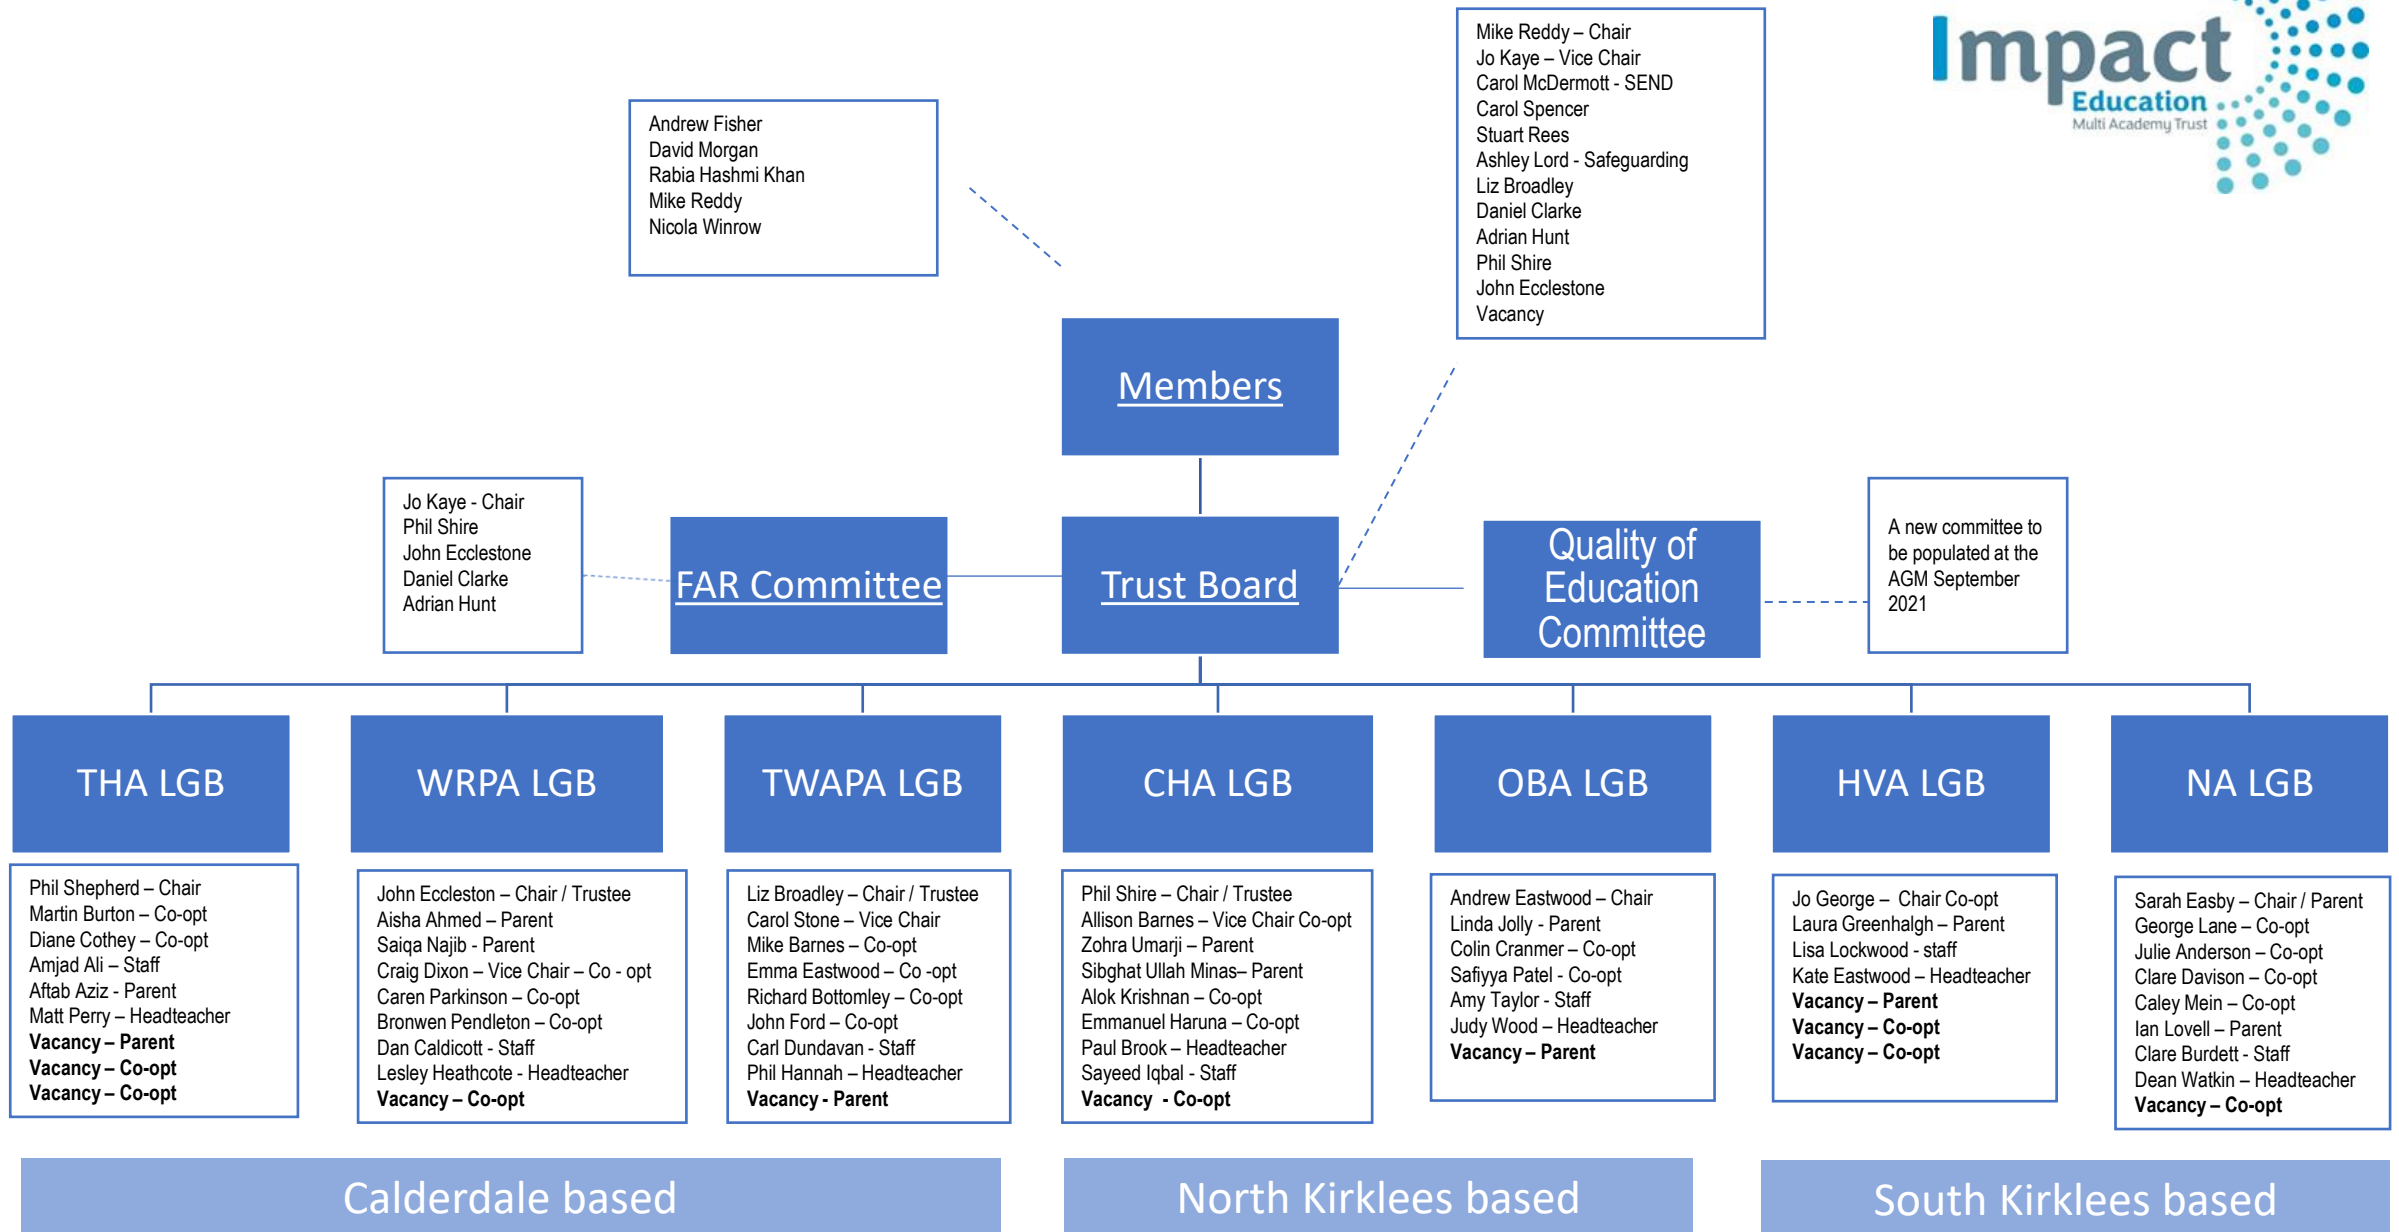 Impact
Education
Multi Academy Trust
Mike Reddy – Chair
Jo Kaye – Vice Chair
Carol McDermott - SEND
Carol Spencer
Stuart Rees
Ashley Lord - Safeguarding
Liz Broadley
Daniel Clarke
Adrian Hunt
Phil Shire
John Ecclestone
Vacancy
Andrew Fisher
David Morgan
Rabia Hashmi Khan
Mike Reddy
Nicola Winrow
Members
Jo Kaye - Chair
Phil Shire
John Ecclestone
Daniel Clarke
Adrian Hunt
FAR Committee
Trust Board
Quality of
Education
Committee
A new committee to
be populated at the
AGM September
2021
THA LGB
WRPA LGB
TWAPA LGB
CHA LGB
OBA LGB
HVA LGB
NA LGB
Phil Shepherd – Chair
Martin Burton – Co-opt
Diane Cothey – Co-opt
Amjad Ali – Staff
Aftab Aziz - Parent
Matt Perry – Headteacher
Vacancy – Parent
Vacancy – Co-opt
Vacancy – Co-opt
John Eccleston – Chair / Trustee
Aisha Ahmed – Parent
Saiqa Najib - Parent
Craig Dixon – Vice Chair – Co - opt
Caren Parkinson – Co-opt
Bronwen Pendleton – Co-opt
Dan Caldicott - Staff
Lesley Heathcote - Headteacher
Vacancy – Co-opt
Liz Broadley – Chair / Trustee
Carol Stone – Vice Chair
Mike Barnes – Co-opt
Emma Eastwood – Co -opt
Richard Bottomley – Co-opt
John Ford – Co-opt
Carl Dundavan - Staff
Phil Hannah – Headteacher
Vacancy - Parent
Phil Shire – Chair / Trustee
Allison Barnes – Vice Chair Co-opt
Zohra Umarji – Parent
Sibghat Ullah Minas– Parent
Alok Krishnan – Co-opt
Emmanuel Haruna – Co-opt
Paul Brook – Headteacher
Sayeed Iqbal - Staff
Vacancy - Co-opt
Andrew Eastwood – Chair
Linda Jolly - Parent
Colin Cranmer – Co-opt
Safiyya Patel - Co-opt
Amy Taylor - Staff
Judy Wood – Headteacher
Vacancy – Parent
Jo George – Chair Co-opt
Laura Greenhalgh – Parent
Lisa Lockwood - staff
Kate Eastwood – Headteacher
Vacancy – Parent
Vacancy – Co-opt
Vacancy – Co-opt
Sarah Easby – Chair / Parent
George Lane – Co-opt
Julie Anderson – Co-opt
Clare Davison – Co-opt
Caley Mein – Co-opt
Ian Lovell – Parent
Clare Burdett - Staff
Dean Watkin – Headteacher
Vacancy – Co-opt
Calderdale based
North Kirklees based
South Kirklees based